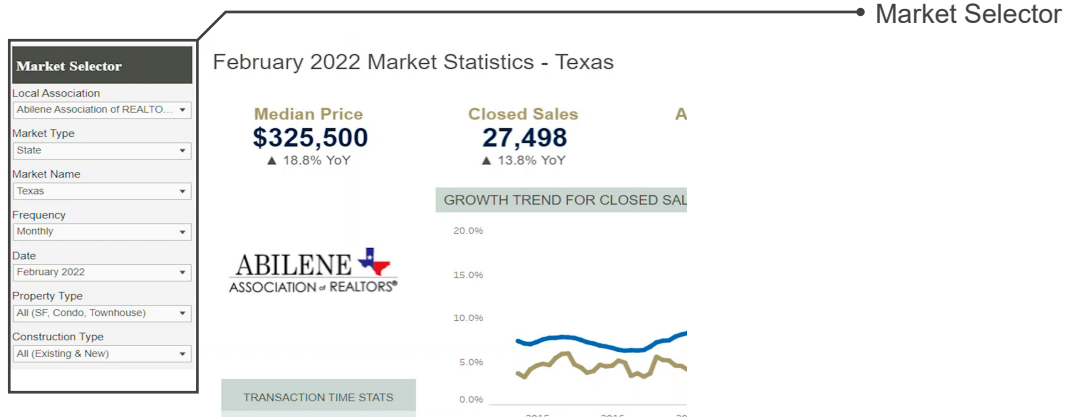 Market Selector
Market Selector
Local Association
Abilene Association of REALTO...
Market Type
State
Market Name
Texas
Frequency
Monthly
Date
February 2022
Property Type
All (SF, Condo, Townhouse)
Construction Type
All (Existing & New)
February 2022 Market Statistics - Texas
Median Price
$325,500
▲ 18.8% YoY
Closed Sales
27,498
▲ 13.8% YoY
A
ABILENE
ASSOCIATION of REALTORS®
GROWTH TREND FOR CLOSED SAL
20.0%
15.0%
10.0%
5.0%
0.0%
TRANSACTION TIME STATS